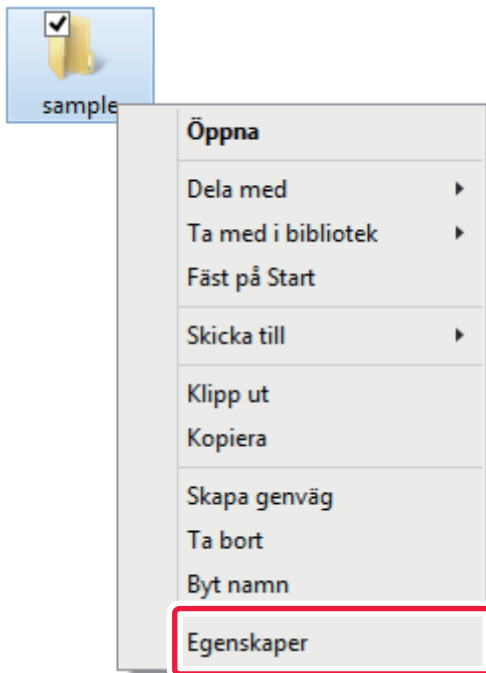 sample
Öppna
Dela med
Ta med i bibliotek
Fäst på Start
Skicka till
Klipp ut
Kopiera
Skapa genväg
Ta bort
Byt namn
Egenskaper